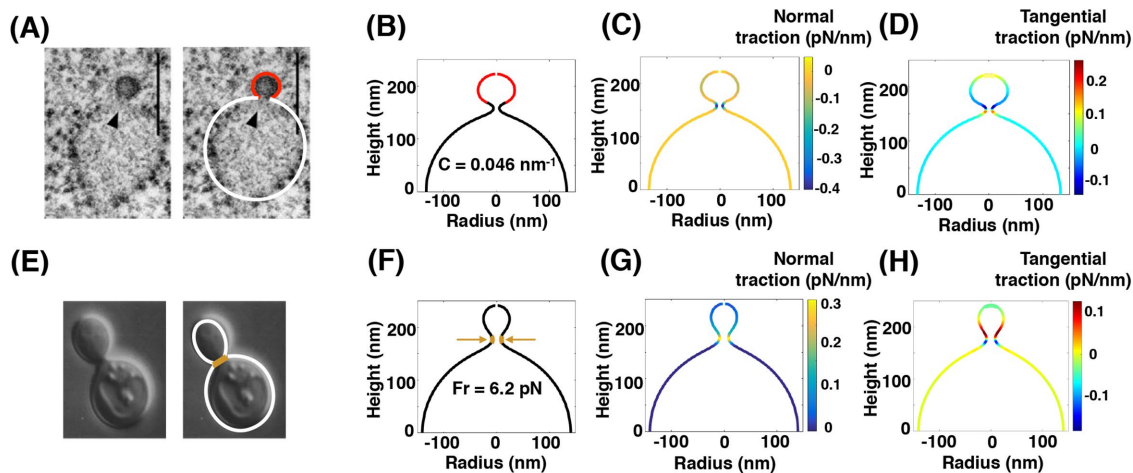 (A)
(B)
Height (nm)
200
100
0
C = 0.046 nm⁻¹
-100
0
100
Radius (nm)
(C)
Normal
traction (pN/nm)
Height (nm)
200
100
0
-100
0
100
Radius (nm)
0
-0.1
-0.2
-0.3
-0.4
(D)
Tangential
traction (pN/nm)
Height (nm)
200
100
0
-100
0
100
Radius (nm)
0.2
0.1
0
-0.1
(E)
(F)
Height (nm)
200
100
0
Fr = 6.2 pN
-100
0
100
Radius (nm)
(G)
Normal
traction (pN/nm)
Height (nm)
200
100
0
-100
0
100
Radius (nm)
0.3
0.2
0.1
0
(H)
Tangential
traction (pN/nm)
Height (nm)
200
100
0
-100
0
100
Radius (nm)
0.1
0
-0.1